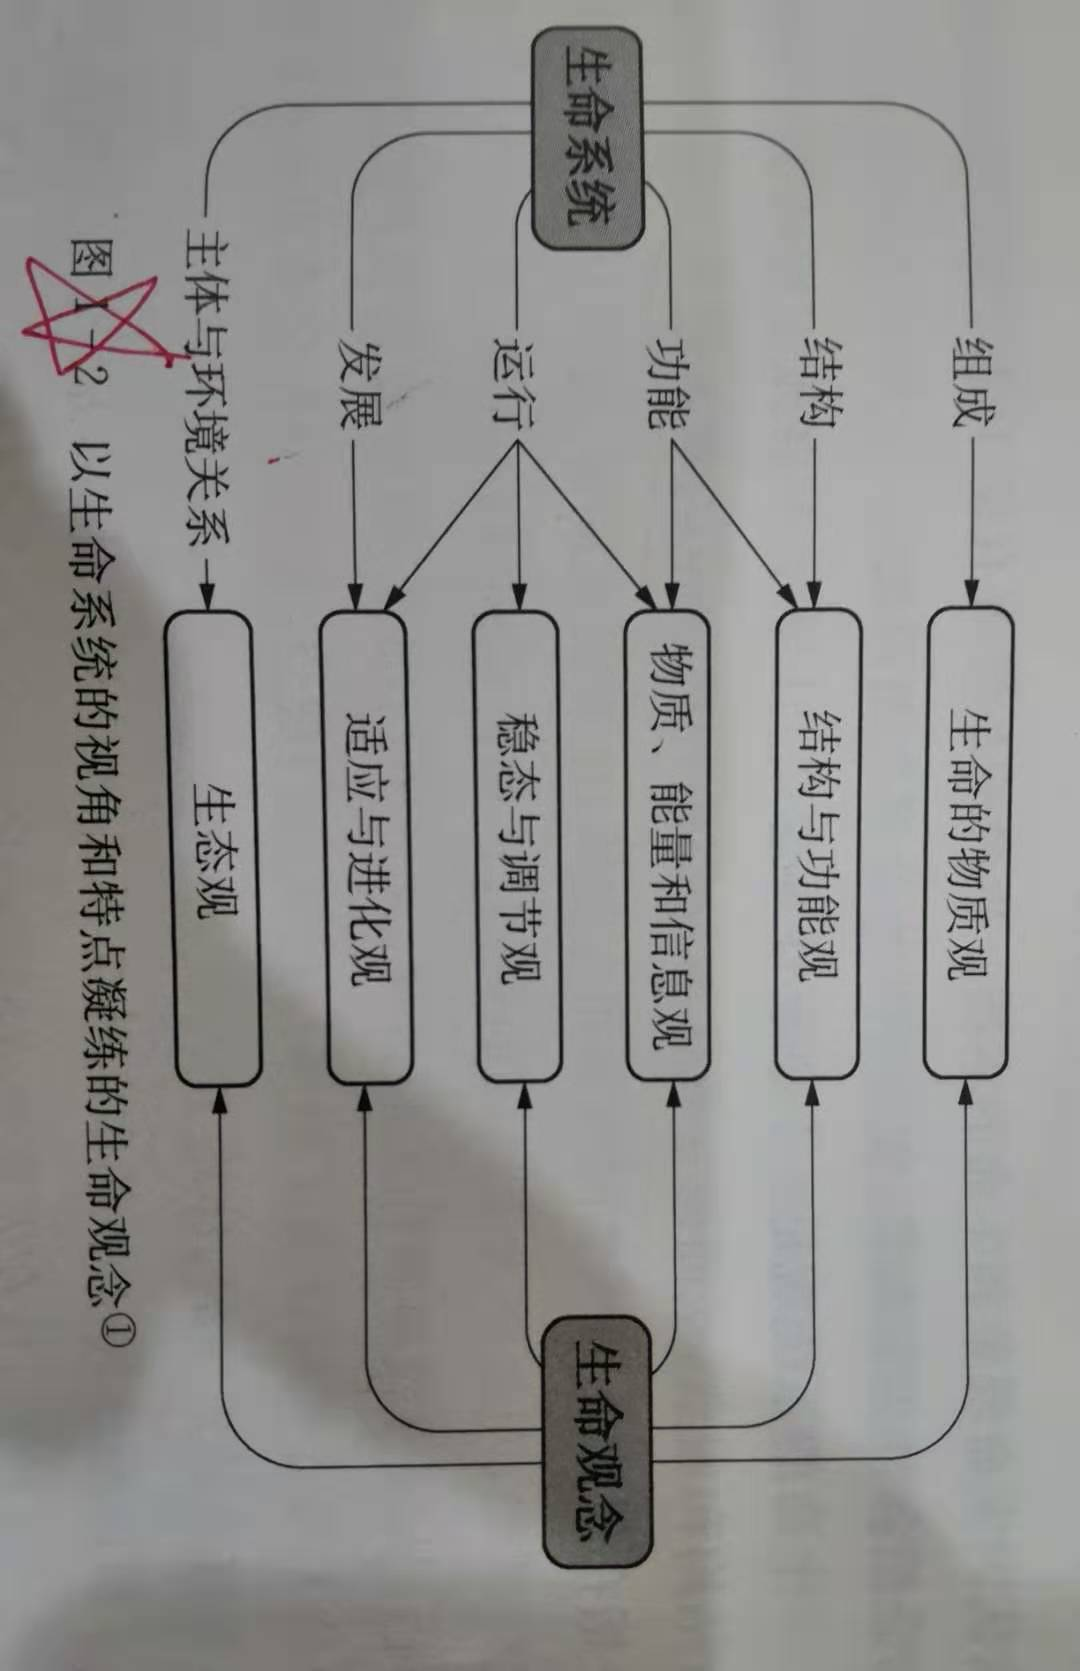 生命系统
组成
生命的物质观
结构
结构与功能观
功能
物质、能量和信息观
运行
稳态与调节观
发展
适应与进化观
主体与环境关系
生态观
生命观念
图 1-2 以生命系统的视角和特点凝练的生命观念①